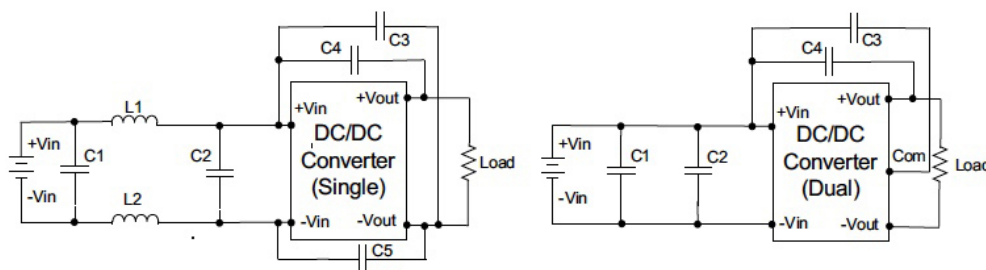 C3
C4
+Vout
L1
+Vin
DC/DC
Converter
(Single)
+Vin
C1
C2
Load
-Vin
L2
-Vin
-Vout
C5
C3
C4
+Vout
+Vin
DC/DC
Converter
(Dual)
+Vin
C1
C2
Com
Load
-Vin
-Vin
-Vout